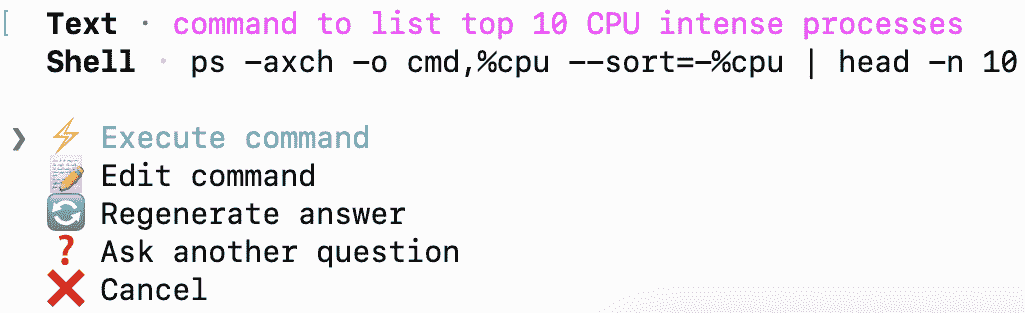 Text · command to list top 10 CPU intense processes
Shell · ps -axch -o cmd,%cpu --sort=-%cpu | head -n 10
❯ ⚡ Execute command
📝 Edit command
🔄 Regenerate answer
❓ Ask another question
❌ Cancel